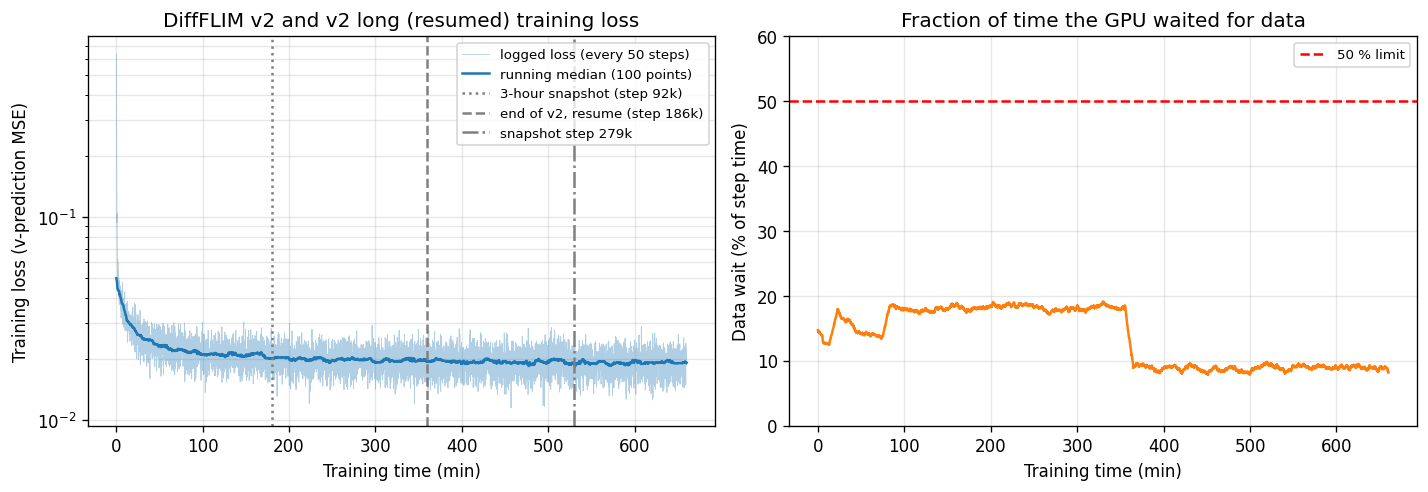 DiffFLIM v2 and v2 long (resumed) training loss
Training loss (v-prediction MSE)
10⁻¹
10⁻²
logged loss (every 50 steps)
running median (100 points)
3-hour snapshot (step 92k)
end of v2, resume (step 186k)
snapshot step 279k
0 100 200 300 400 500 600
Training time (min)
Fraction of time the GPU waited for data
Data wait (% of step time)
60
50
40
30
20
10
0
50 % limit
0 100 200 300 400 500 600
Training time (min)